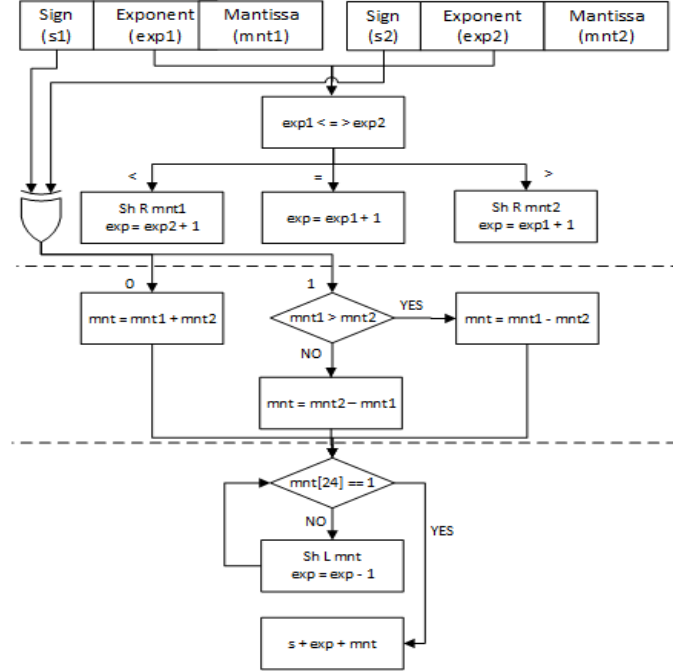 Sign
(s1)
Exponent
(exp1)
Mantissa
(mnt1)
Sign
(s2)
Exponent
(exp2)
Mantissa
(mnt2)
exp1 < = > exp2
<
=
>
Sh R mnt1
exp = exp2 + 1
exp = exp1 + 1
Sh R mnt2
exp = exp1 + 1
0
1
mnt = mnt1 + mnt2
mnt1 > mnt2
YES
mnt = mnt1 - mnt2
NO
mnt = mnt2 – mnt1
mnt[24] == 1
NO
YES
Sh L mnt
exp = exp - 1
s + exp + mnt